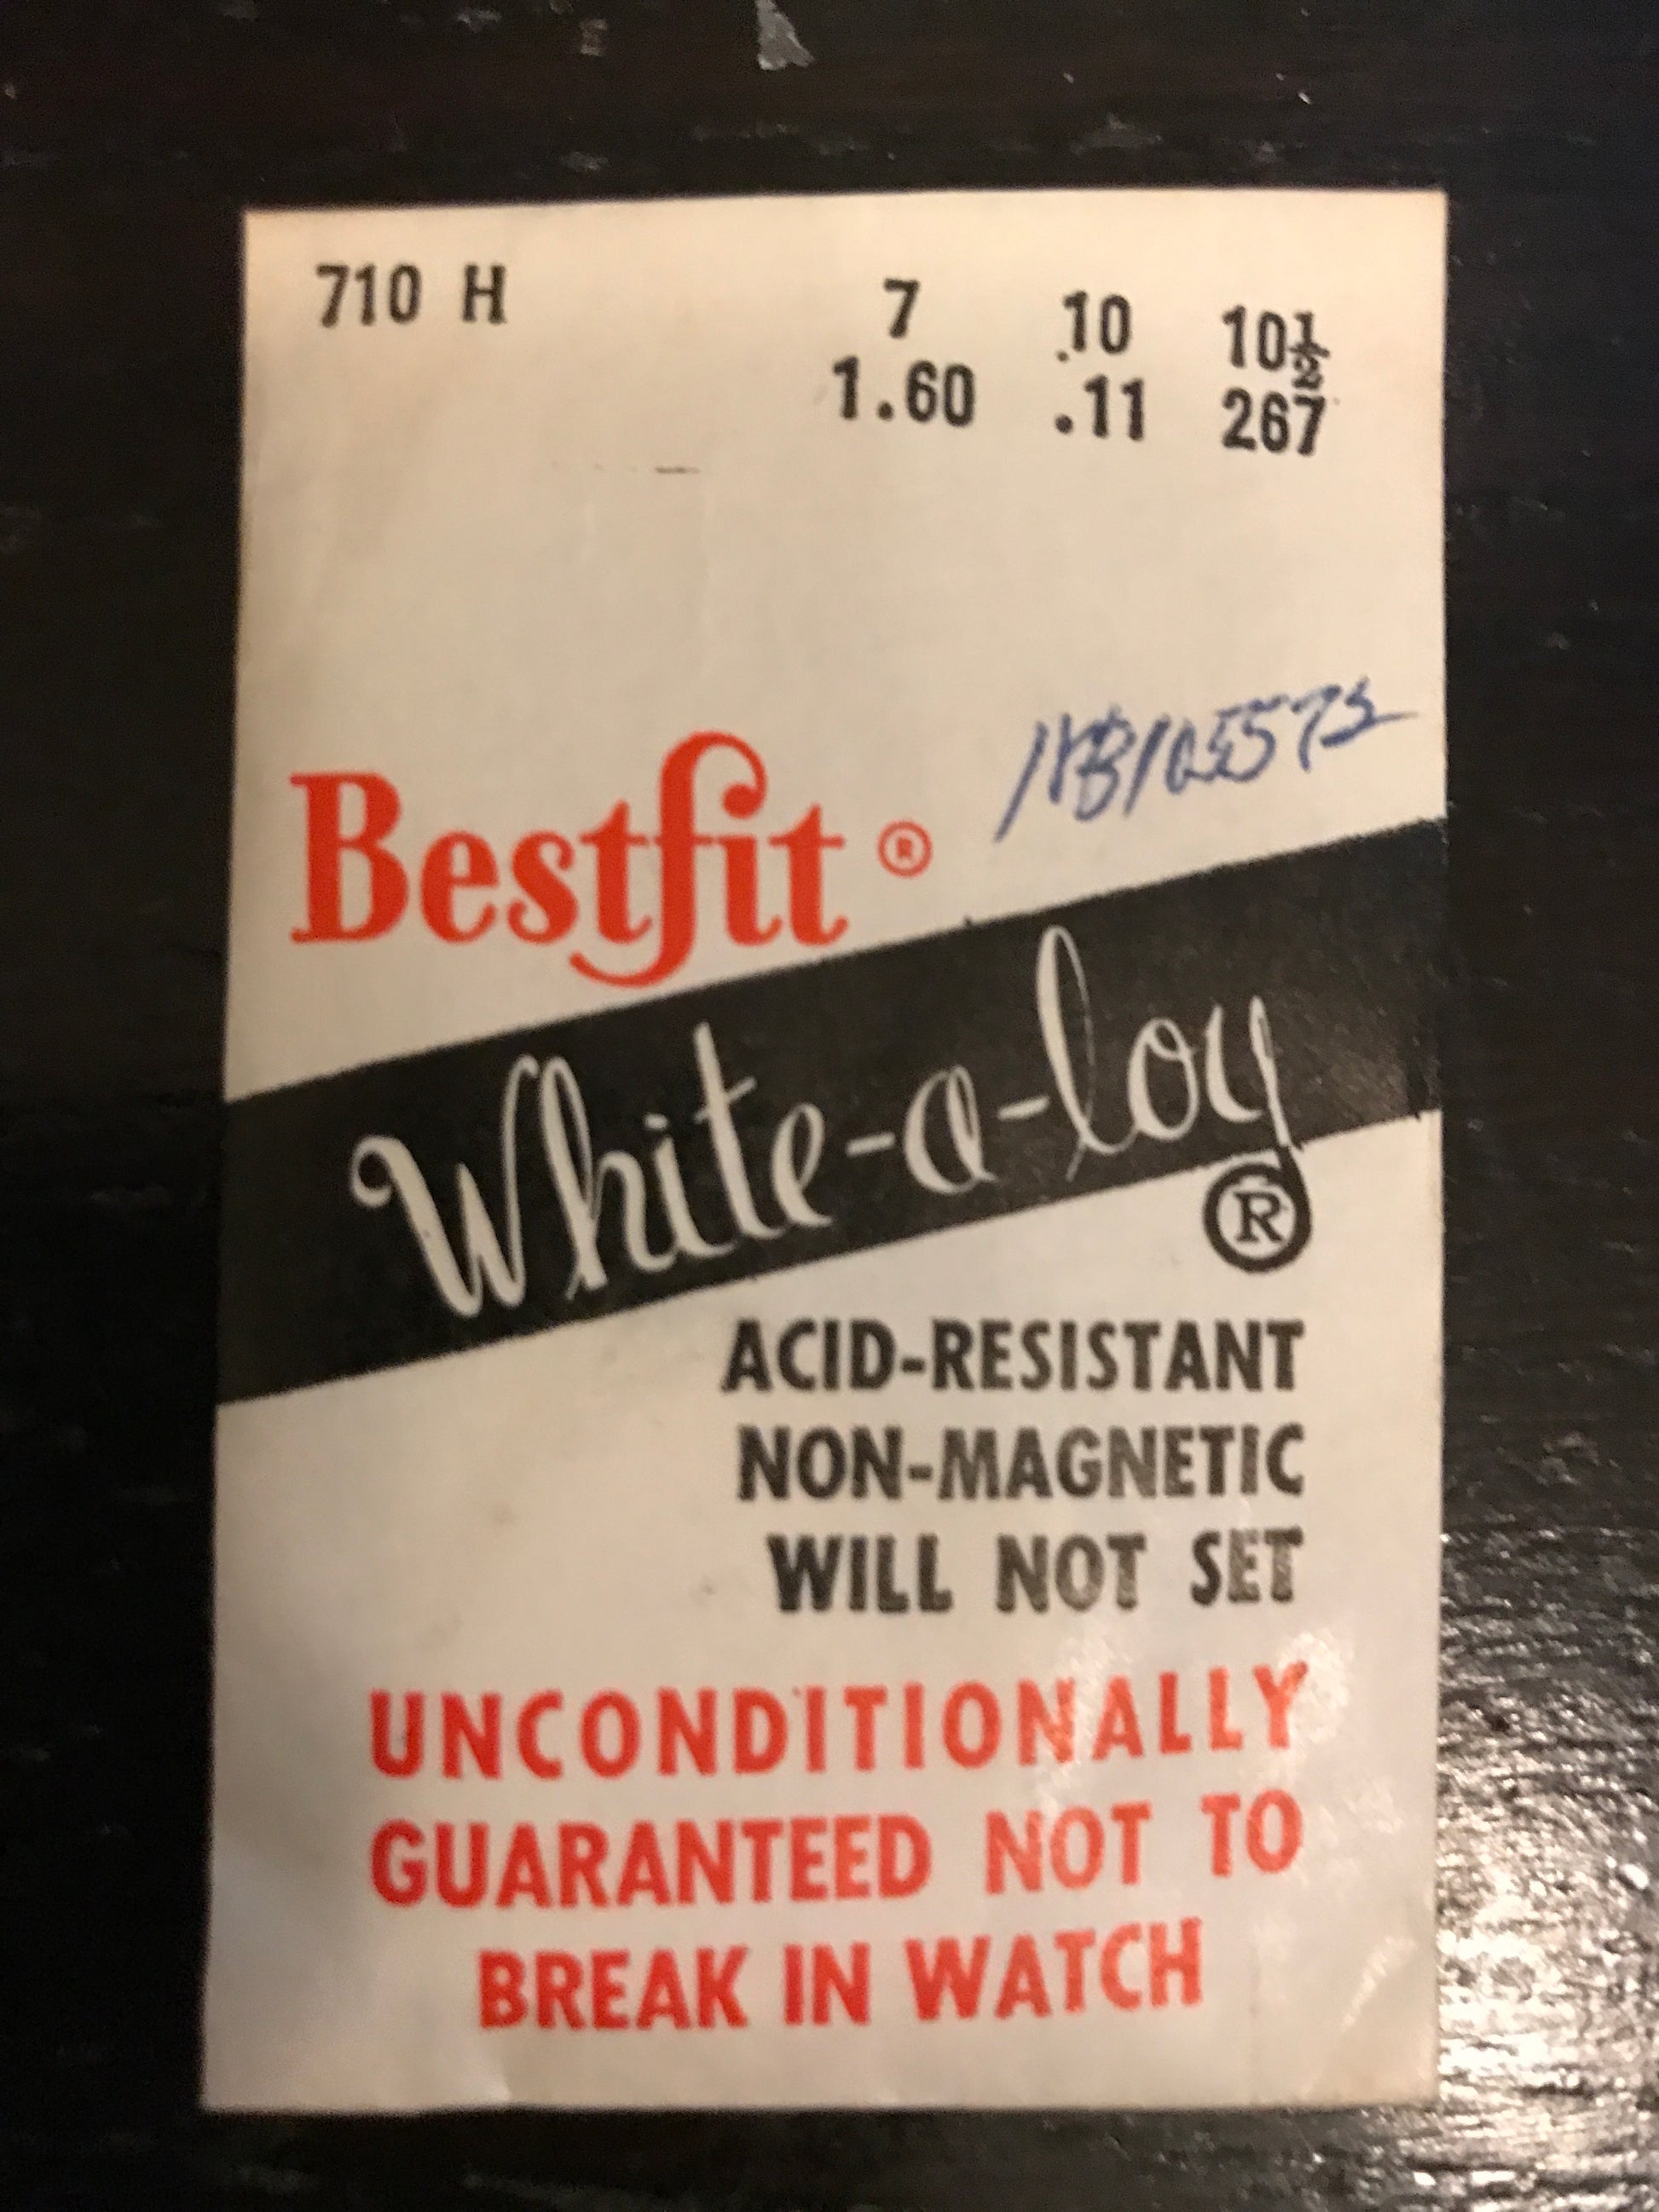 710 H 7 10 10½
1.60 .11 267
Bestfit ®
White-a-loy
®
ACID-RESISTANT
NON-MAGNETIC
WILL NOT SET
UNCONDITIONALLY
GUARANTEED NOT TO
BREAK IN WATCH